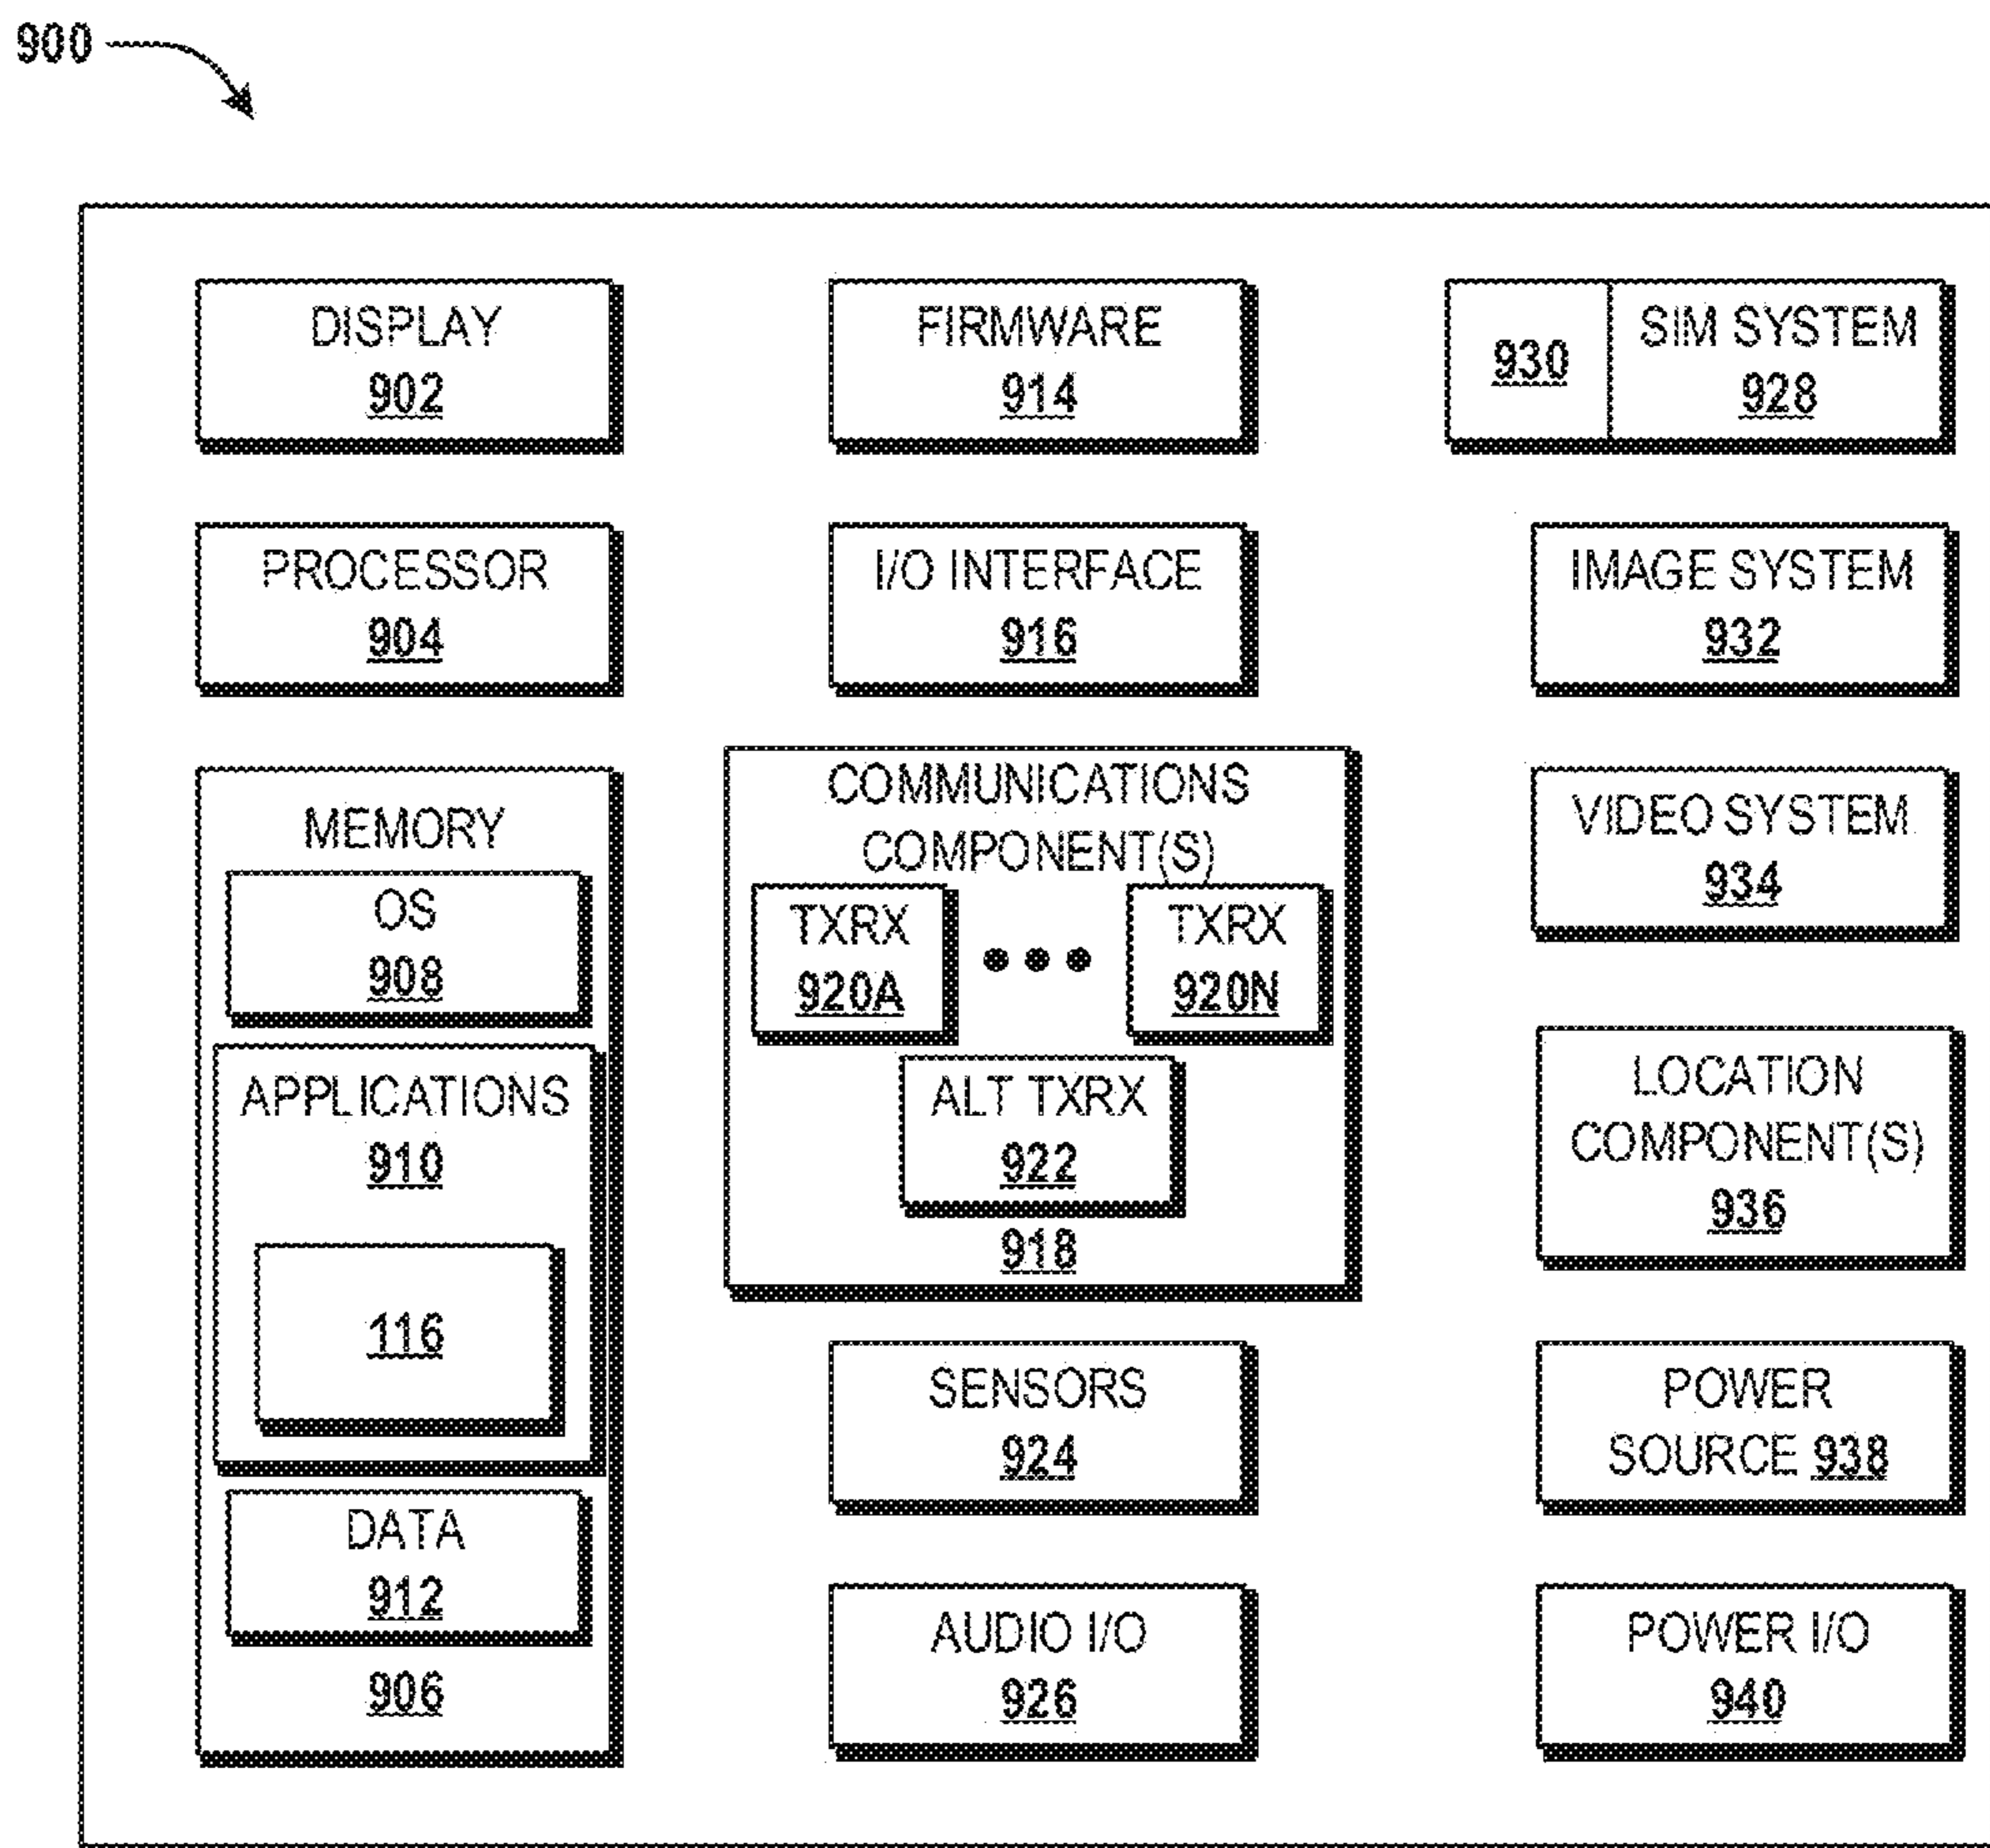 900
DISPLAY
902
PROCESSOR
904
MEMORY
OS
908
APPLICATIONS
910
116
DATA
912
906
FIRMWARE
914
I/O INTERFACE
916
COMMUNICATIONS
COMPONENT(S)
TXRX
920A
TXRX
920N
ALT TXRX
922
918
SENSORS
924
AUDIO I/O
926
930
SIM SYSTEM
928
IMAGE SYSTEM
932
VIDEO SYSTEM
934
LOCATION
COMPONENT(S)
936
POWER
SOURCE 938
POWER I/O
940